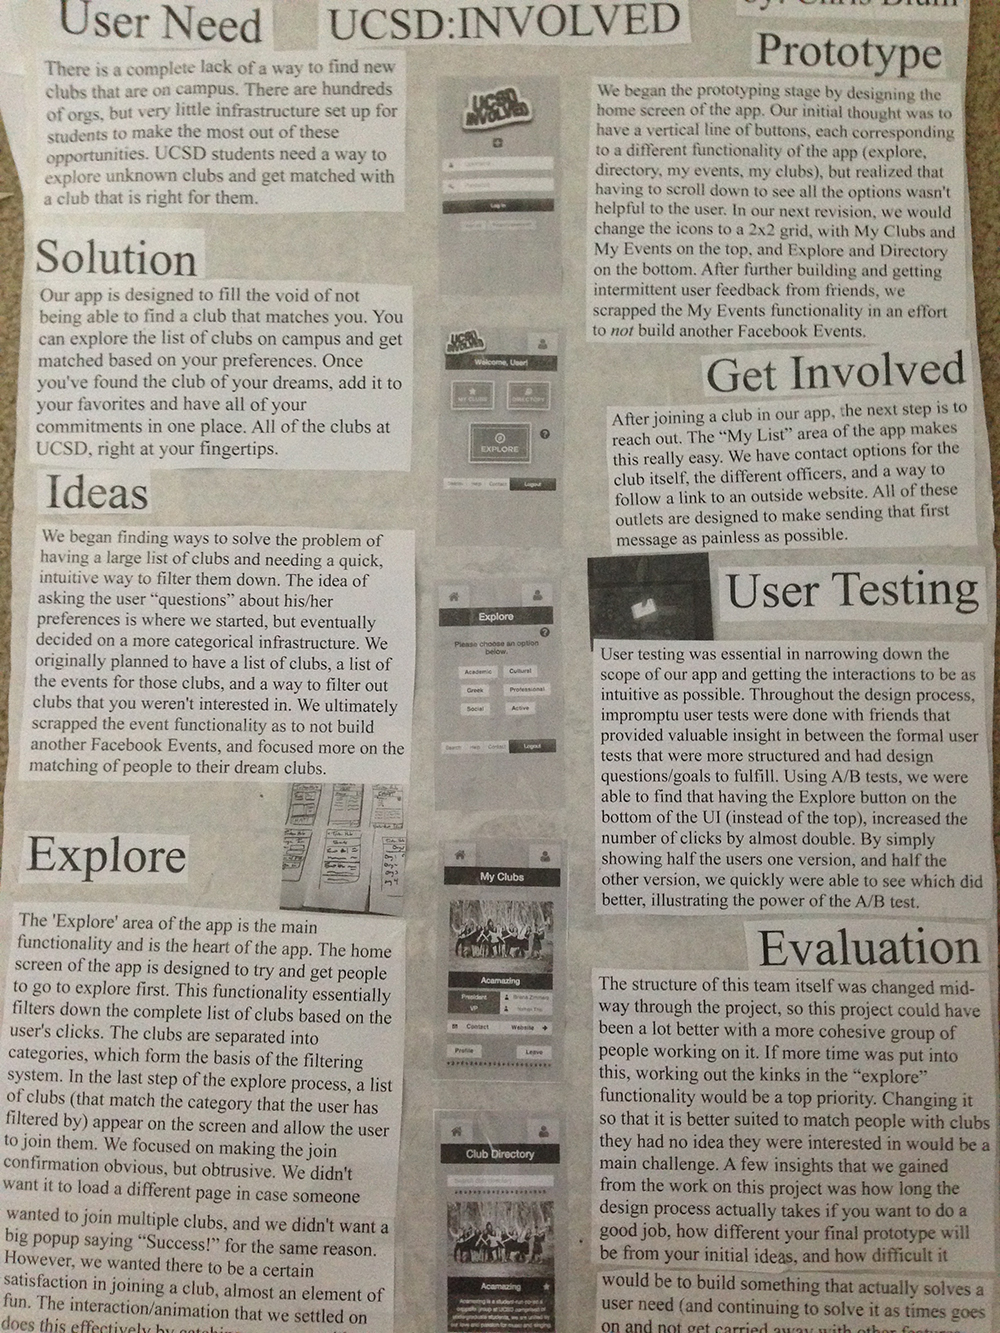 User Need
UCSD:INVOLVED
There is a complete lack of a way to find new
clubs that are on campus. There are hundreds
of orgs, but very little infrastructure set up for
students to make the most out of these
opportunities. UCSD students need a way to
explore unknown clubs and get matched with
a club that is right for them.
Solution
Our app is designed to fill the void of not
being able to find a club that matches you. You
can explore the list of clubs on campus and get
matched based on your preferences. Once
you've found the club of your dreams, add it to
your favorites and have all of your
commitments in one place. All of the clubs at
UCSD, right at your fingertips.
Ideas
We began finding ways to solve the problem of
having a large list of clubs and needing a quick,
intuitive way to filter them down. The idea of
asking the user “questions” about his/her
preferences is where we started, but eventually
decided on a more categorical infrastructure. We
originally planned to have a list of clubs, a list of
the events for those clubs, and a way to filter out
clubs that you weren't interested in. We ultimately
scrapped the event functionality as to not build
another Facebook Events, and focused more on the
matching of people to their dream clubs.
Explore
The 'Explore' area of the app is the main
functionality and is the heart of the app. The home
screen of the app is designed to try and get people
to go to explore first. This functionality essentially
filters down the complete list of clubs based on the
user's clicks. The clubs are separated into
categories, which form the basis of the filtering
system. In the last step of the explore process, a list
of clubs (that match the category that the user has
filtered by) appear on the screen and allow the user
to join them. We focused on making the join
confirmation obvious, but obtrusive. We didn't
want it to load a different page in case someone
wanted to join multiple clubs, and we didn't want a
big popup saying “Success!” for the same reason.
However, we wanted there to be a certain
satisfaction in joining a club, almost an element of
fun. The interaction/animation that we settled on
does this effectively by
UCSD
INVOLVED
Log In
UCSD
INVOLVED
Welcome, User!
MY CLUBS
DIRECTORY
EXPLORE
Search Help Contact Logout
Explore
Please choose an option
below.
Academic Cultural
Greek Professional
Social Active
Search Help Contact Logout
My Clubs
Acamazing
President
VP
Contact Website
Profile Leave
Club Directory
Acamazing
by: Chris
Prototype
We began the prototyping stage by designing the
home screen of the app. Our initial thought was to
have a vertical line of buttons, each corresponding
to a different functionality of the app (explore,
directory, my events, my clubs), but realized that
having to scroll down to see all the options wasn't
helpful to the user. In our next revision, we would
change the icons to a 2x2 grid, with My Clubs and
My Events on the top, and Explore and Directory
on the bottom. After further building and getting
intermittent user feedback from friends, we
scrapped the My Events functionality in an effort
to not build another Facebook Events.
Get Involved
After joining a club in our app, the next step is to
reach out. The “My List” area of the app makes
this really easy. We have contact options for the
club itself, the different officers, and a way to
follow a link to an outside website. All of these
outlets are designed to make sending that first
message as painless as possible.
User Testing
User testing was essential in narrowing down the
scope of our app and getting the interactions to be as
intuitive as possible. Throughout the design process,
impromptu user tests were done with friends that
provided valuable insight in between the formal user
tests that were more structured and had design
questions/goals to fulfill. Using A/B tests, we were
able to find that having the Explore button on the
bottom of the UI (instead of the top), increased the
number of clicks by almost double. By simply
showing half the users one version, and half the
other version, we quickly were able to see which did
better, illustrating the power of the A/B test.
Evaluation
The structure of this team itself was changed mid-
way through the project, so this project could have
been a lot better with a more cohesive group of
people working on it. If more time was put into
this, working out the kinks in the “explore”
functionality would be a top priority. Changing it
so that it is better suited to match people with clubs
they had no idea they were interested in would be a
main challenge. A few insights that we gained
from the work on this project was how long the
design process actually takes if you want to do a
good job, how different your final prototype will
be from your initial ideas, and how difficult it
would be to build something that actually solves a
user need (and continuing to solve it as times goes
on and not get carried away with other